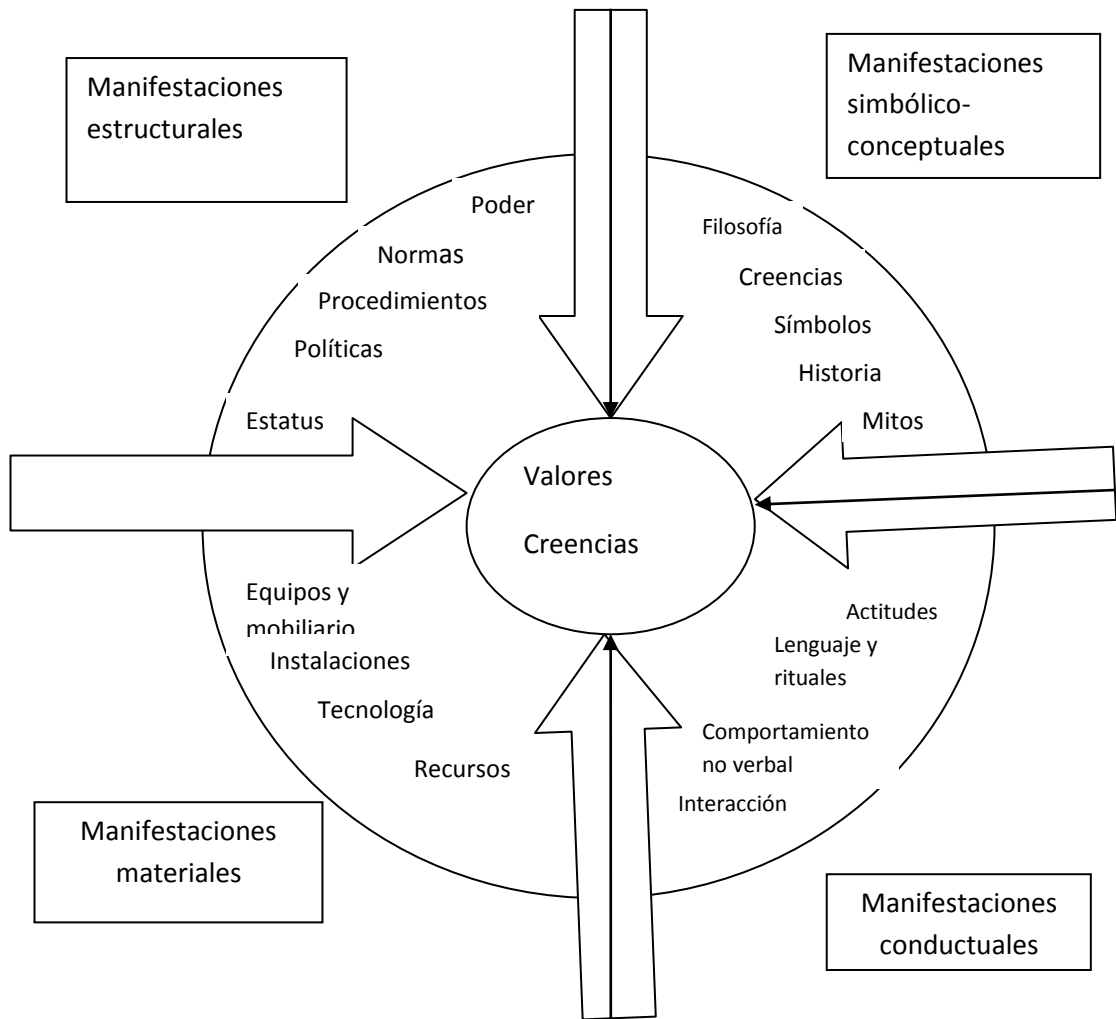 Manifestaciones
estructurales
Manifestaciones
simbólico-
conceptuales
Poder
Normas
Procedimientos
Políticas
Estatus
Filosofía
Creencias
Símbolos
Historia
Mitos
Valores
Creencias
Equipos y
mobiliario
Instalaciones
Tecnología
Recursos
Actitudes
Lenguaje y
rituales
Comportamiento
no verbal
Interacción
Manifestaciones
materiales
Manifestaciones
conductuales